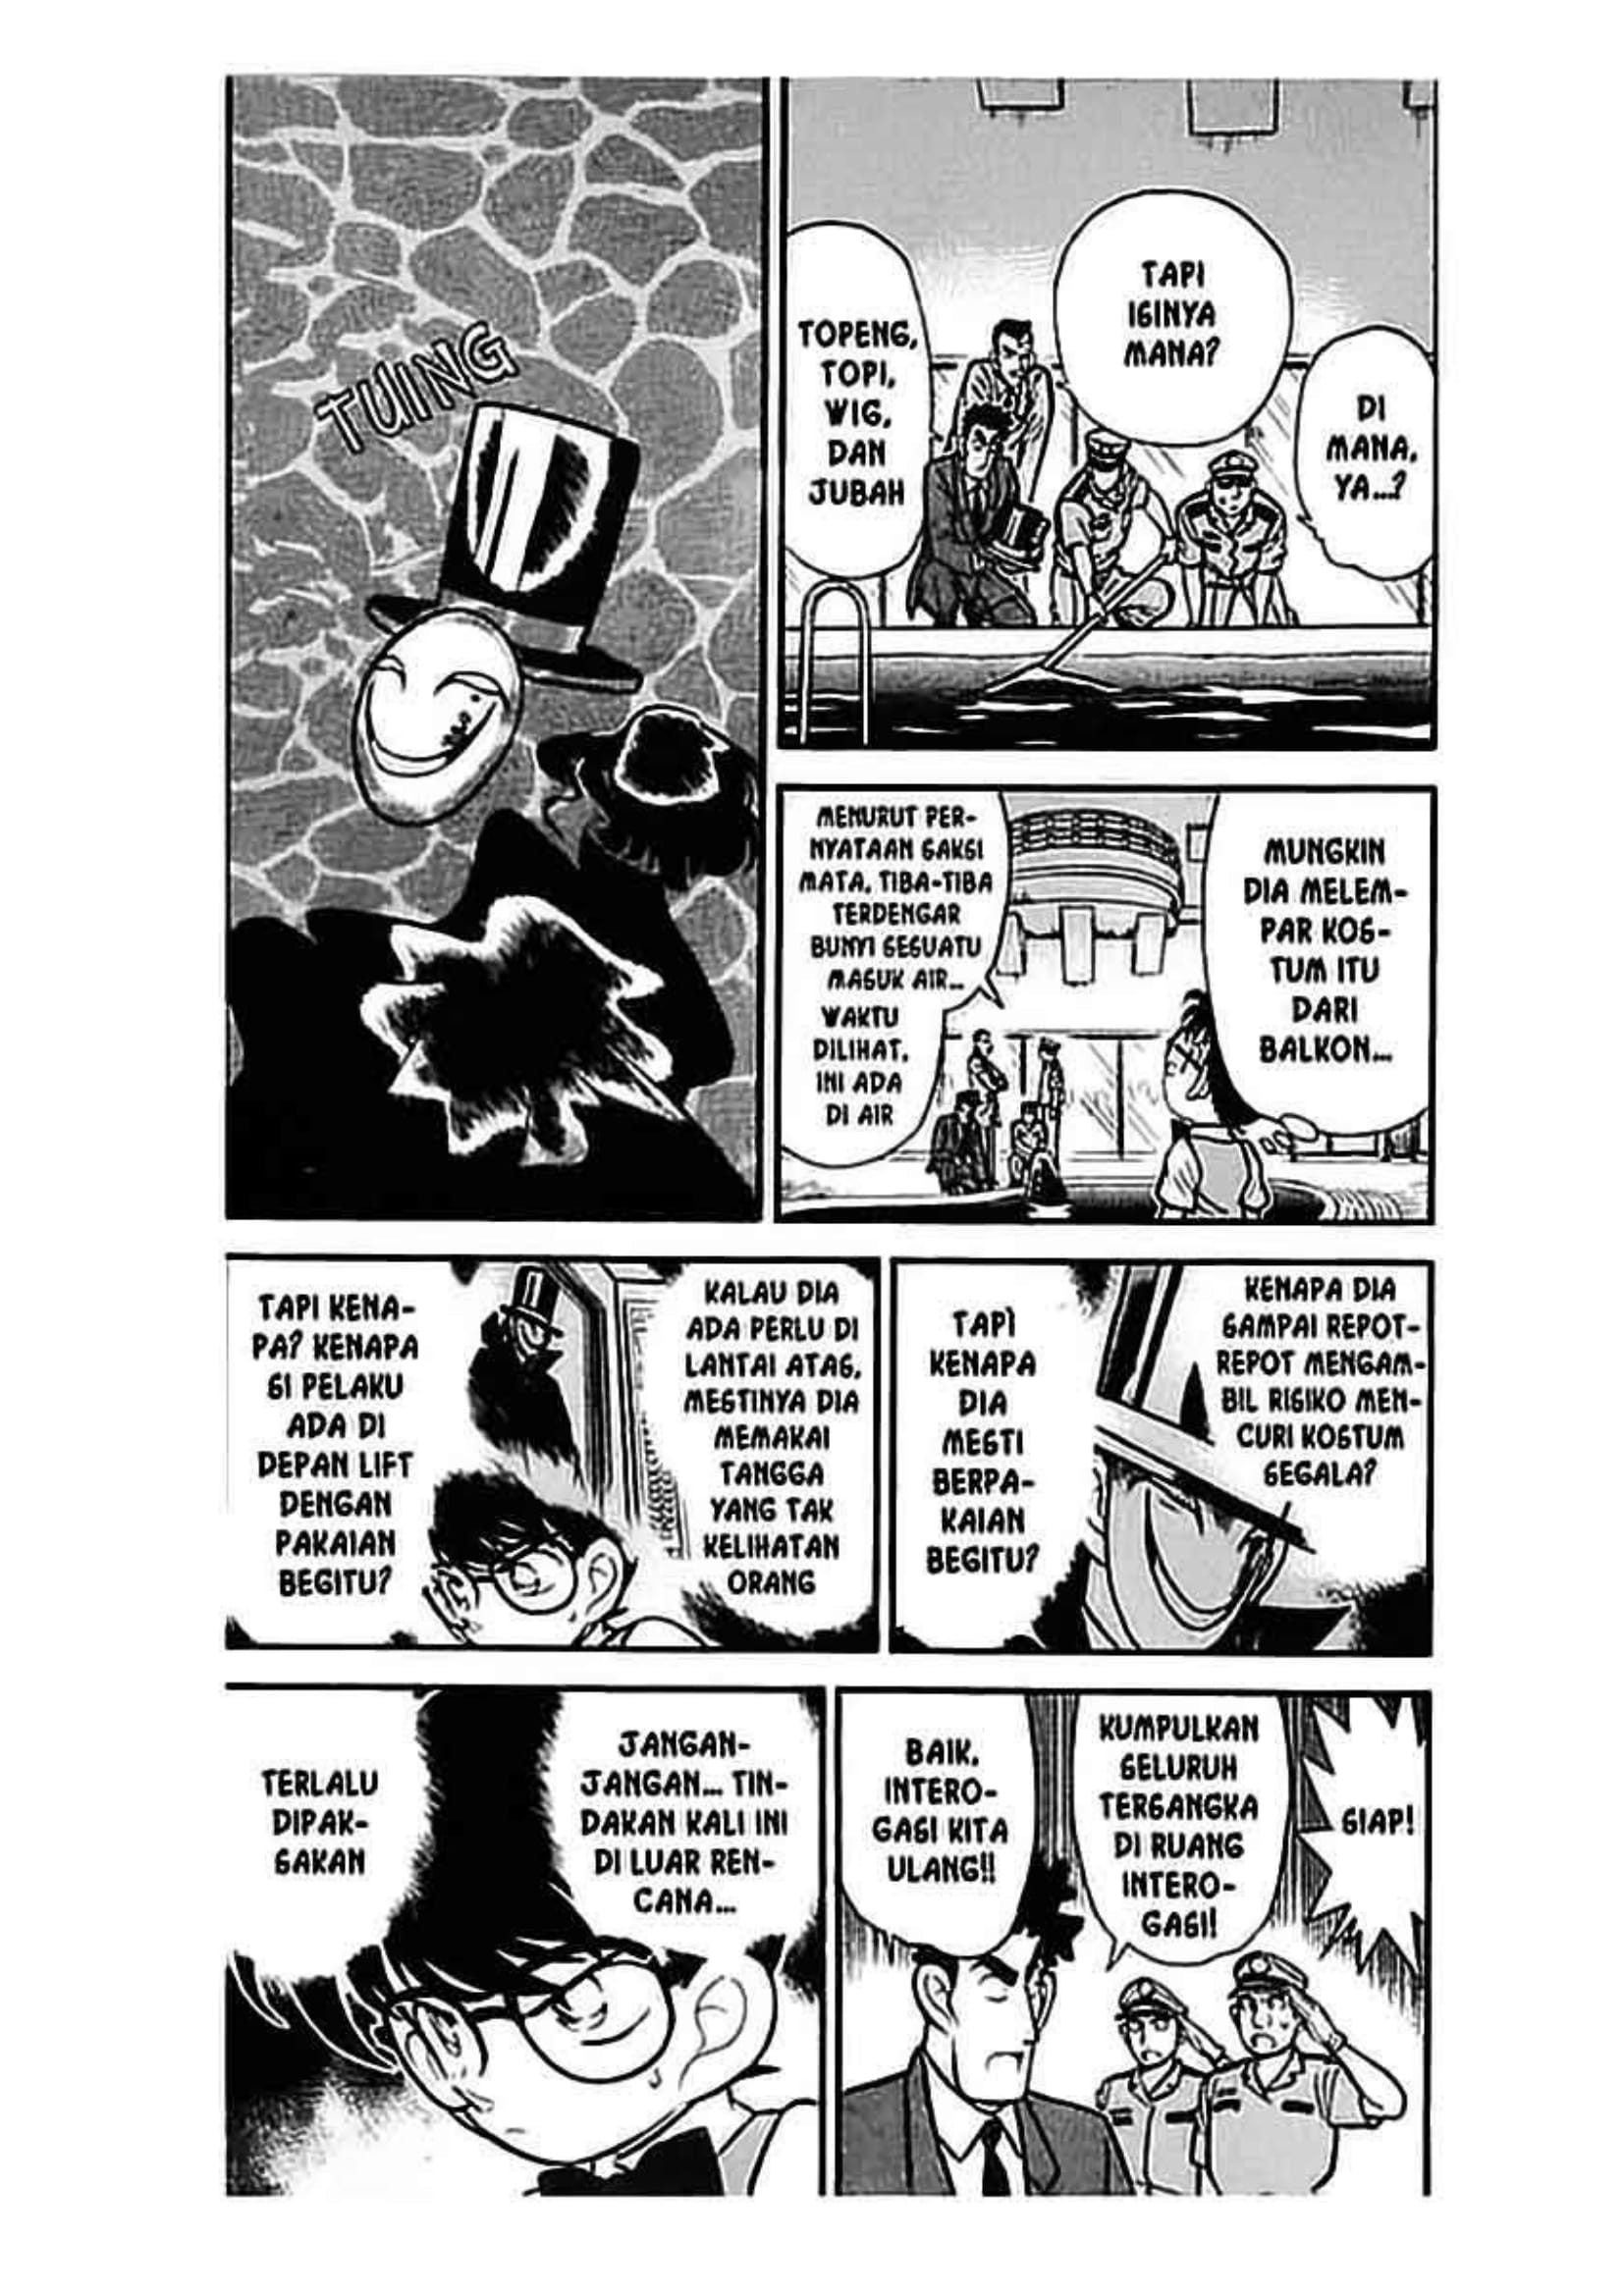 DI
MANA,
YA...?
TAPI
ISINYA
MANA?
TOPENG,
TOPI,
WIG,
DAN
JUBAH
MUNGKIN
DIA MELEM-
PAR KOS-
TUM ITU
DARI
BALKON...
MENURUT PER-
NYATAAN SAKSI
MATA, TIBA-TIBA
TERDENGAR
BUNYI SESUATU
MASUK AIR...
WAKTU
DILIHAT,
INI ADA
DI AIR
TUING
KENAPA DIA
SAMPAI REPOT-
REPOT MENGAM-
BIL RISIKO MEN-
CURI KOSTUM
SEGALA?
TAPI
KENAPA
DIA
MESTI
BERPA-
KAIAN
BEGITU?
KALAU DIA
ADA PERLU DI
LANTAI ATAS,
MESTINYA DIA
MEMAKAI
TANGGA
YANG TAK
KELIHATAN
ORANG
TAPI KENA-
PA? KENAPA
SI PELAKU
ADA DI
DEPAN LIFT
DENGAN
PAKAIAN
BEGITU?
SIAP!
KUMPULKAN
SELURUH
TERSANGKA
DI RUANG
INTERO-
GASI!
BAIK,
INTERO-
GASI KITA
ULANG!!
JANGAN-
JANGAN... TIN-
DAKAN KALI INI
DI LUAR REN-
CANA...
TERLALU
DIPAK-
SAKAN